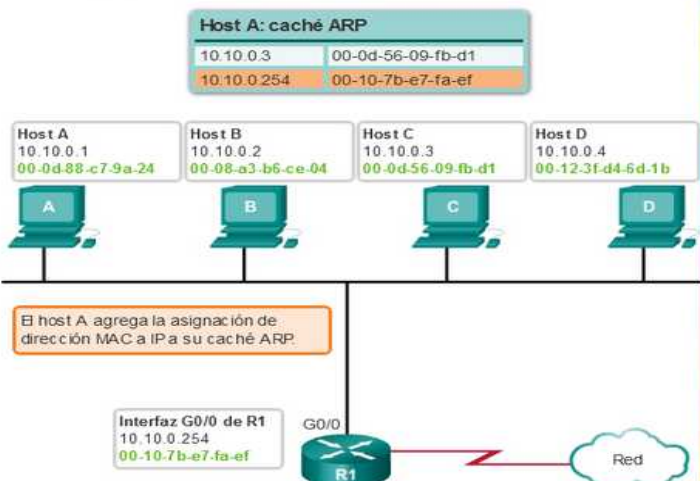 Host A: caché ARP
10.10.0.3 00-0d-56-09-fb-d1
10.10.0.254 00-10-7b-e7-fa-ef
Host A
10.10.0.1
00-0d-88-c7-9a-24
Host B
10.10.0.2
00-08-a3-b6-ce-04
Host C
10.10.0.3
00-0d-56-09-fb-d1
Host D
10.10.0.4
00-12-3f-d4-6d-1b
A
B
C
D
El host A agrega la asignación de
dirección MAC a IP a su caché ARP.
Interfaz G0/0 de R1
10.10.0.254
00-10-7b-e7-fa-ef
G0/0
R1
Red